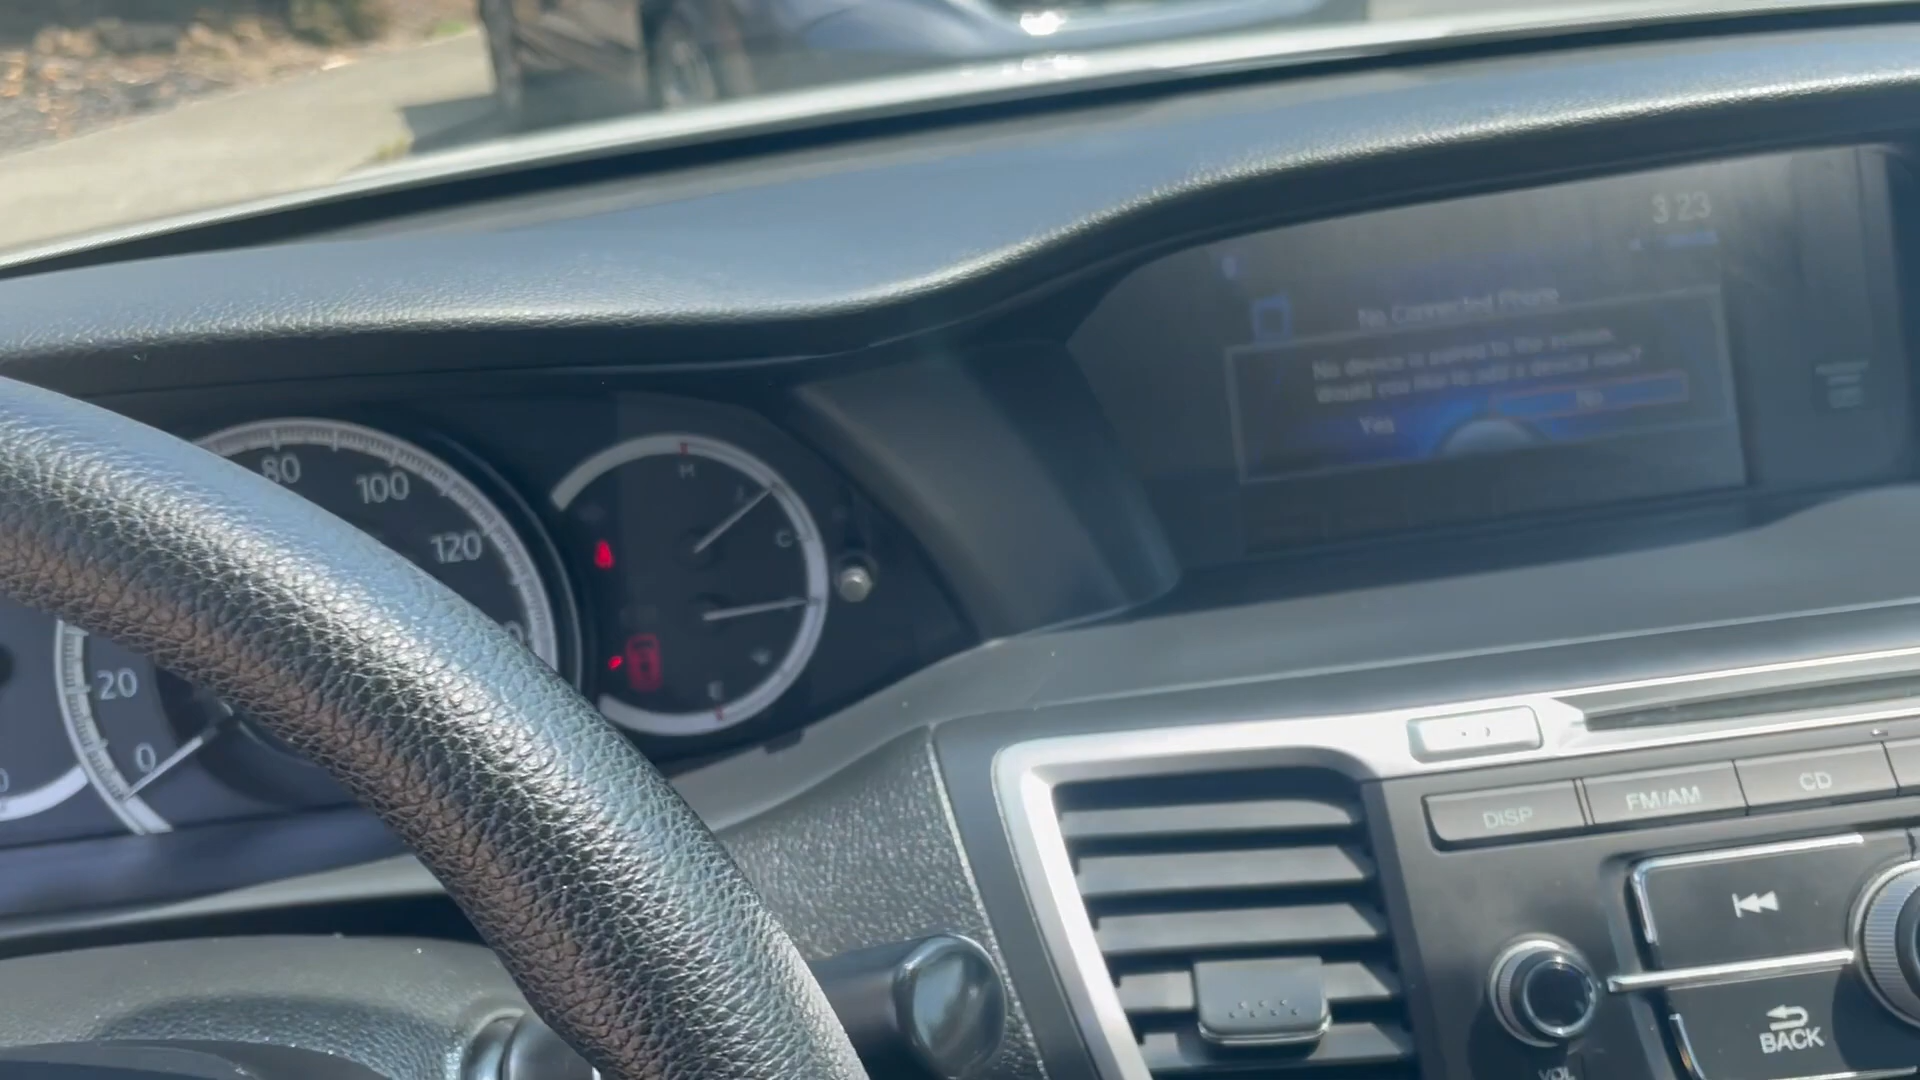 3:23
No Connected Phone
No device is paired to the system.
Would you like to add a device now?
Yes
No
80
100
120
20
0
H
C
F
E
DISP
FM/AM
CD
BACK
VOL